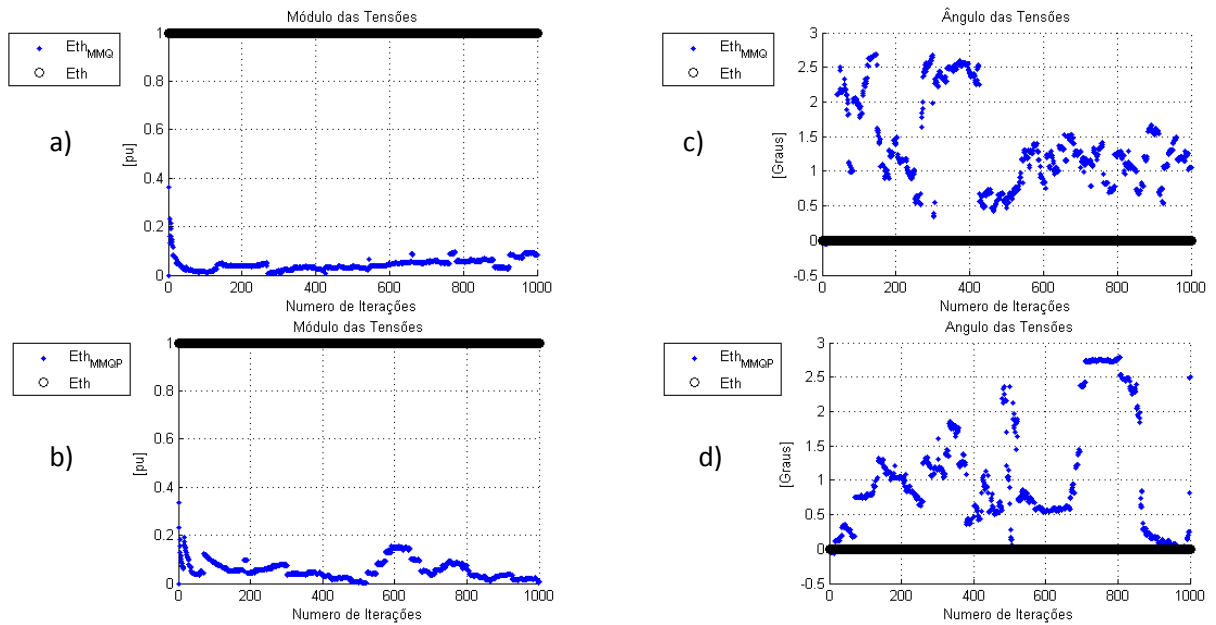 Módulo das Tensões
Eth_MMQ
Eth
a)
[pu]
1
0.8
0.6
0.4
0.2
0
0 200 400 600 800 1000
Numero de Iterações
Ângulo das Tensões
Eth_MMQ
Eth
c)
[Graus]
3
2.5
2
1.5
1
0.5
0
-0.5
0 200 400 600 800 1000
Numero de Iterações
Módulo das Tensões
Eth_MMQP
Eth
b)
[pu]
1
0.8
0.6
0.4
0.2
0
0 200 400 600 800 1000
Numero de Iterações
Angulo das Tensões
Eth_MMQP
Eth
d)
[Graus]
3
2.5
2
1.5
1
0.5
0
-0.5
0 200 400 600 800 1000
Numero de Iterações